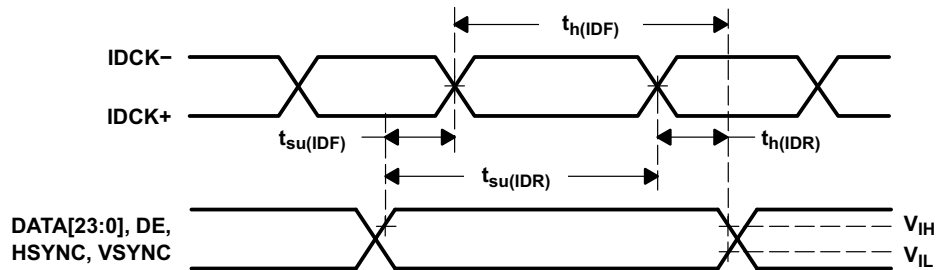 t_h(IDF)
IDCK−
IDCK+
t_su(IDF)
t_h(IDR)
t_su(IDR)
DATA[23:0], DE,
HSYNC, VSYNC
V_IH
V_IL